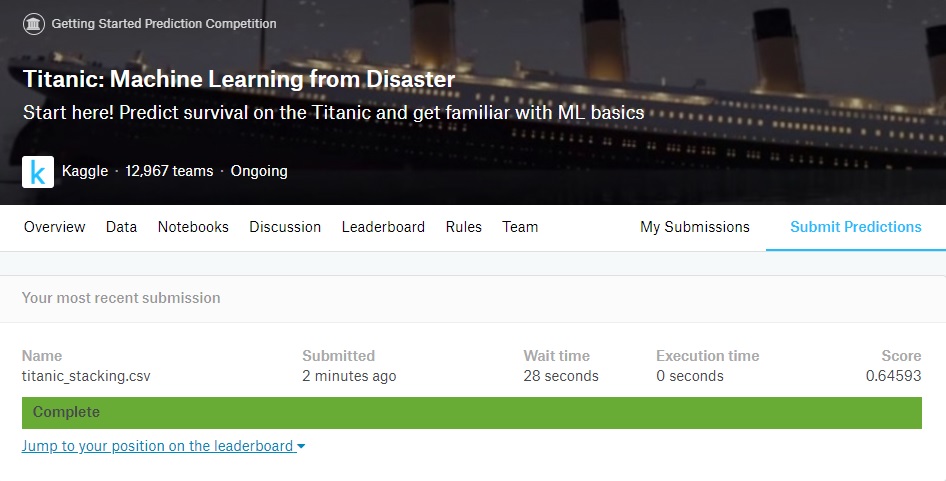 Getting Started Prediction Competition
Titanic: Machine Learning from Disaster
Start here! Predict survival on the Titanic and get familiar with ML basics
k Kaggle · 12,967 teams · Ongoing
Overview Data Notebooks Discussion Leaderboard Rules Team My Submissions Submit Predictions
Your most recent submission
Name Submitted Wait time Execution time Score
titanic_stacking.csv 2 minutes ago 28 seconds 0 seconds 0.64593
Complete
Jump to your position on the leaderboard